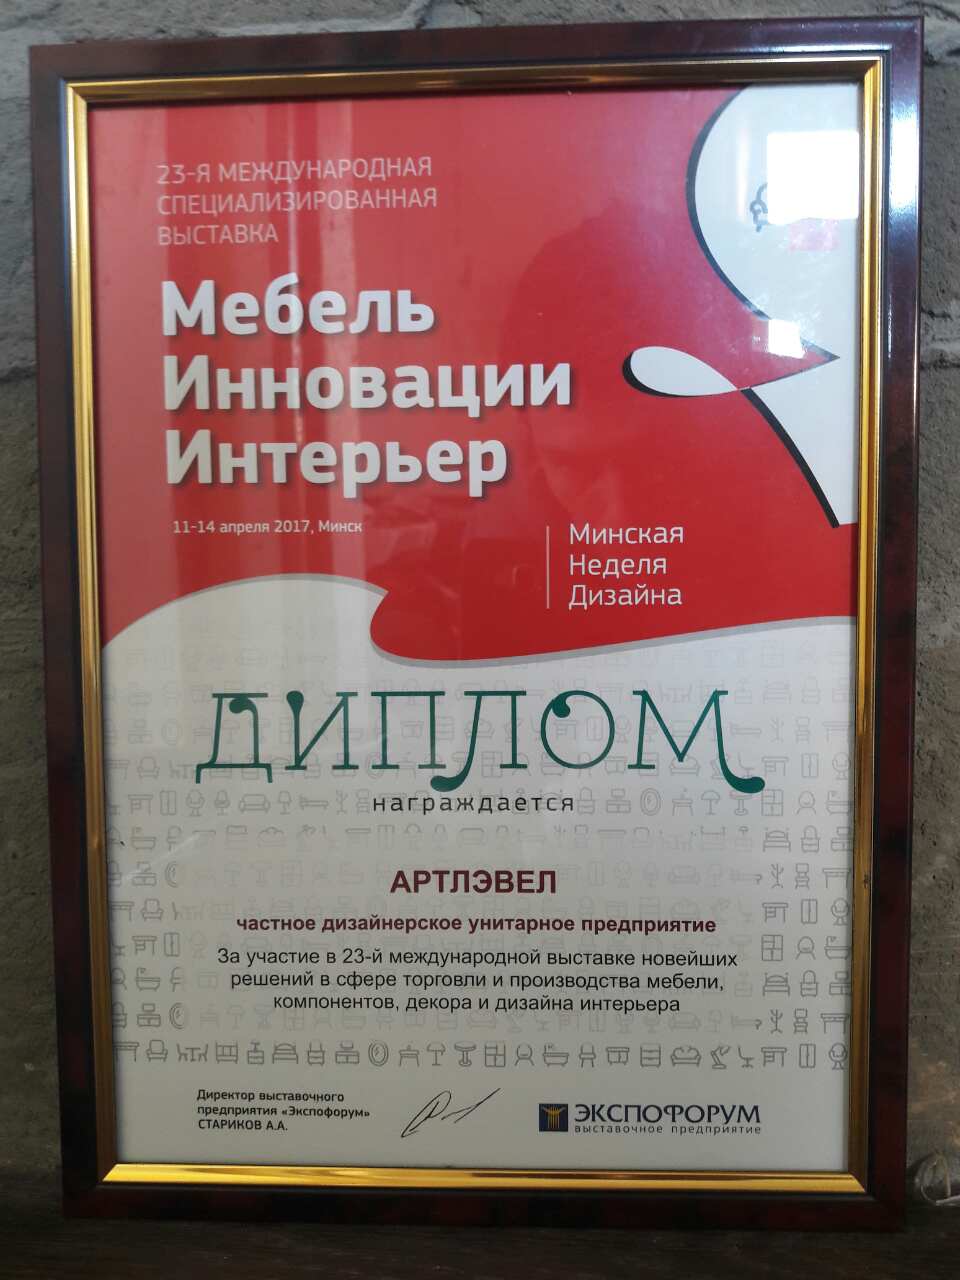 23-Я МЕЖДУНАРОДНАЯ
СПЕЦИАЛИЗИРОВАННАЯ
ВЫСТАВКА
Мебель
Инновации
Интерьер
11-14 апреля 2017, Минск
Минская
Неделя
Дизайна
ДИПЛОМ
награждается
АРТЛЭВЕЛ
частное дизайнерское унитарное предприятие
За участие в 23-й международной выставке новейших
решений в сфере торговли и производства мебели,
компонентов, декора и дизайна интерьера
Директор выставочного
предприятия «Экспофорум»
СТАРИКОВ А.А.
ЭКСПОФОРУМ
выставочное предприятие